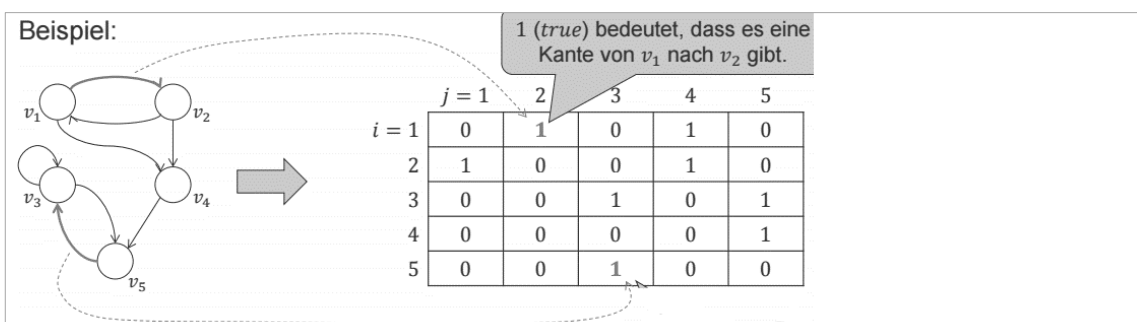 Beispiel:
1 (true) bedeutet, dass es eine
Kante von v₁ nach v₂ gibt.
j = 1 2 3 4 5
v₁ v₂ i = 1 0 1 0 1 0
2 1 0 0 1 0
v₃ v₄ 3 0 0 1 0 1
4 0 0 0 0 1
v₅ 5 0 0 1 0 0